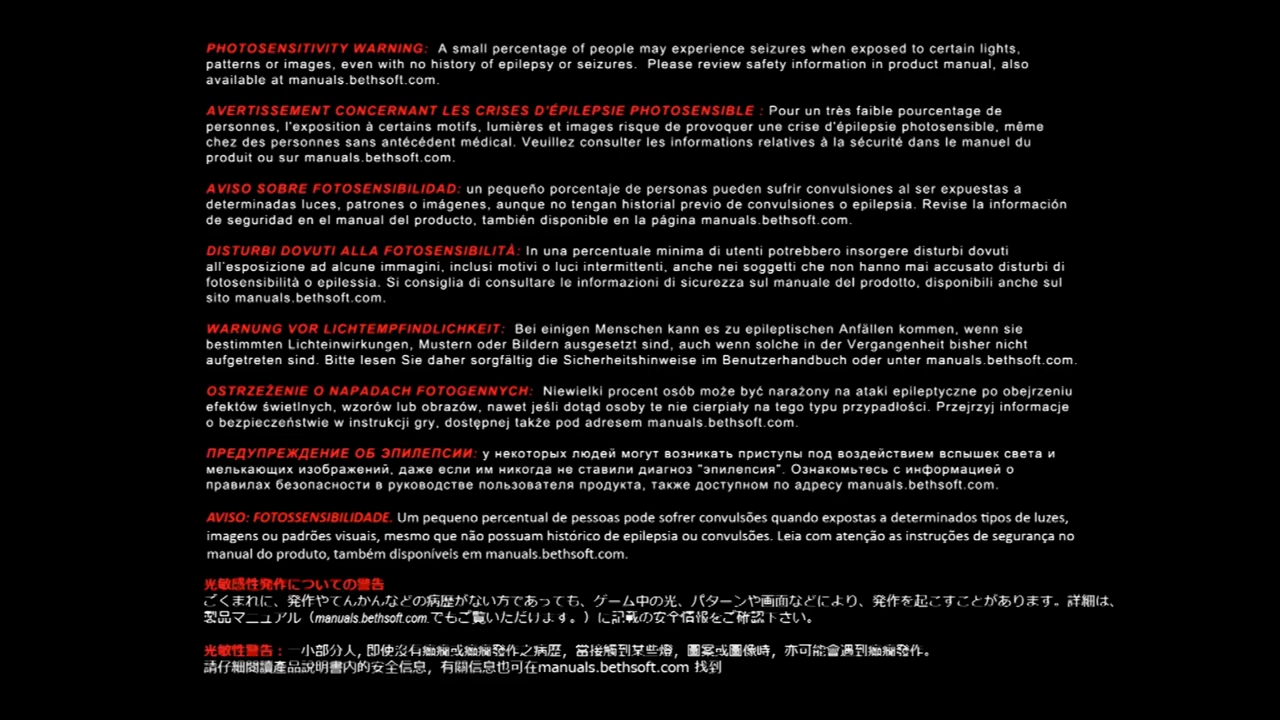 PHOTOSENSITIVITY WARNING: A small percentage of people may experience seizures when exposed to certain lights,
patterns or images, even with no history of epilepsy or seizures. Please review safety information in product manual, also
available at manuals.bethsoft.com.
AVERTISSEMENT CONCERNANT LES CRISES D'ÉPILEPSIE PHOTOSENSIBLE : Pour un très faible pourcentage de
personnes, l'exposition à certains motifs, lumières et images risque de provoquer une crise d'épilepsie photosensible, même
chez des personnes sans antécédent médical. Veuillez consulter les informations relatives à la sécurité dans le manuel du
produit ou sur manuals.bethsoft.com.
AVISO SOBRE FOTOSENSIBILIDAD: un pequeño porcentaje de personas pueden sufrir convulsiones al ser expuestas a
determinadas luces, patrones o imágenes, aunque no tengan historial previo de convulsiones o epilepsia. Revise la información
de seguridad en el manual del producto, también disponible en la página manuals.bethsoft.com.
DISTURBI DOVUTI ALLA FOTOSENSIBILITÀ: In una percentuale minima di utenti potrebbero insorgere disturbi dovuti
all'esposizione ad alcune immagini, inclusi motivi o luci intermittenti, anche nei soggetti che non hanno mai accusato disturbi di
fotosensibilità o epilessia. Si consiglia di consultare le informazioni di sicurezza sul manuale del prodotto, disponibili anche sul
sito manuals.bethsoft.com.
WARNUNG VOR LICHTEMPFINDLICHKEIT: Bei einigen Menschen kann es zu epileptischen Anfällen kommen, wenn sie
bestimmten Lichteinwirkungen, Mustern oder Bildern ausgesetzt sind, auch wenn solche in der Vergangenheit bisher nicht
aufgetreten sind. Bitte lesen Sie daher sorgfältig die Sicherheitshinweise im Benutzerhandbuch oder unter manuals.bethsoft.com.
OSTRZEŻENIE O NAPADACH FOTOGENNYCH: Niewielki procent osób może być narażony na ataki epileptyczne po obejrzeniu
efektów świetlnych, wzorów lub obrazów, nawet jeśli dotąd osoby te nie cierpiały na tego typu przypadłości. Przejrzyj informacje
o bezpieczeństwie w instrukcji gry, dostępnej także pod adresem manuals.bethsoft.com.
ПРЕДУПРЕЖДЕНИЕ ОБ ЭПИЛЕПСИИ: у некоторых людей могут возникать приступы под воздействием вспышек света и
мелькающих изображений, даже если им никогда не ставили диагноз "эпилепсия". Ознакомьтесь с информацией о
правилах безопасности в руководстве пользователя продукта, также доступном по адресу manuals.bethsoft.com.
AVISO: FOTOSSENSIBILIDADE. Um pequeno percentual de pessoas pode sofrer convulsões quando expostas a determinados tipos de luzes,
imagens ou padrões visuais, mesmo que não possuam histórico de epilepsia ou convulsões. Leia com atenção as instruções de segurança no
manual do produto, também disponíveis em manuals.bethsoft.com.
光敏感性発作についての警告
ごくまれに、発作やてんかんなどの病歴がない方であっても、ゲーム中の光、パターンや画面などにより、発作を起こすことがあります。詳細は、
製品マニュアル（manuals.bethsoft.com.でもご覧いただけます。）に記載の安全情報をご確認下さい。
光敏性警告：一小部分人, 即使沒有癲癇或癲癇發作之病歷，當接觸到某些燈，圖案或圖像時，亦可能會遇到癲癇發作。
請仔細閱讀產品說明書内的安全信息，有關信息也可在manuals.bethsoft.com 找到